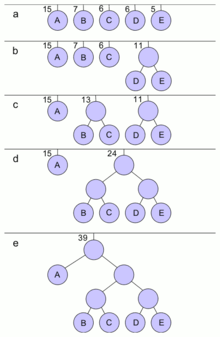 15 7 6 6 5
a A B C D E
15 7 6 11
b A B C
D E
15 13 11
c A
B C D E
15 24
d A
B C D E
39
e
A
B C D E